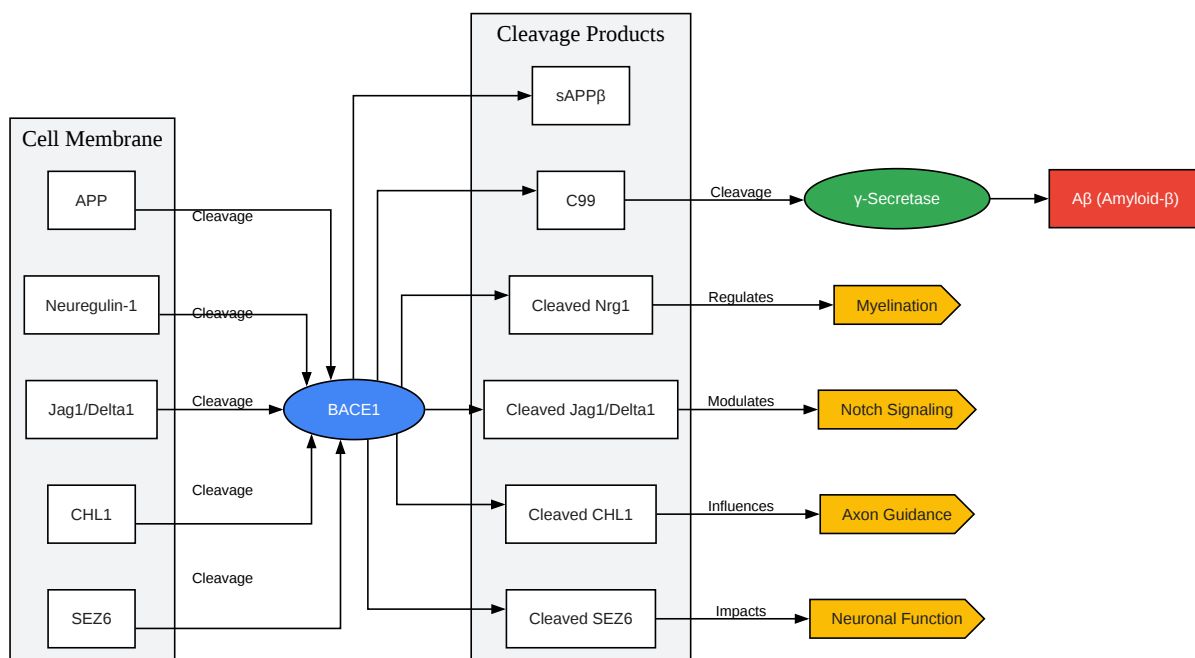 Cleavage Products
sAPPβ
Cell Membrane
APP
Cleavage
C99
Cleavage
γ-Secretase
Aβ (Amyloid-β)
Neuregulin-1
Cleavage
Cleaved Nrg1
Regulates
Myelination
Jag1/Delta1
Cleavage
BACE1
Cleaved Jag1/Delta1
Modulates
Notch Signaling
CHL1
Cleavage
Cleaved CHL1
Influences
Axon Guidance
SEZ6
Cleavage
Cleaved SEZ6
Impacts
Neuronal Function